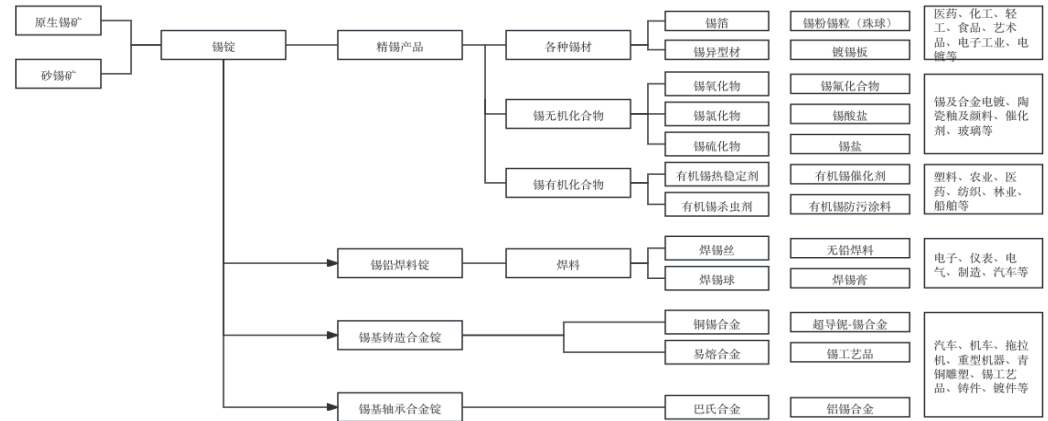 原生锡矿
砂锡矿
锡锭
精锡产品
各种锡材
锡箔
锡粉锡粒（珠球）
锡异型材
镀锡板
医药、化工、轻
工、食品、艺术
品、电子工业、电
镀等
锡无机化合物
锡氧化物
锡氟化合物
锡氯化物
锡酸盐
锡硫化物
锡盐
锡及合金电镀、陶
瓷釉及颜料、催化
剂、玻璃等
锡有机化合物
有机锡热稳定剂
有机锡催化剂
有机锡杀虫剂
有机锡防污涂料
塑料、农业、医
药、纺织、林业、
船舶等
锡铅焊料锭
焊料
焊锡丝
无铅焊料
焊锡球
焊锡膏
电子、仪表、电
气、制造、汽车等
锡基铸造合金锭
铜锡合金
超导铌-锡合金
易熔合金
锡工艺品
锡基轴承合金锭
巴氏合金
铝锡合金
汽车、机车、拖拉
机、重型机器、青
铜雕塑、锡工艺
品、铸件、镀件等